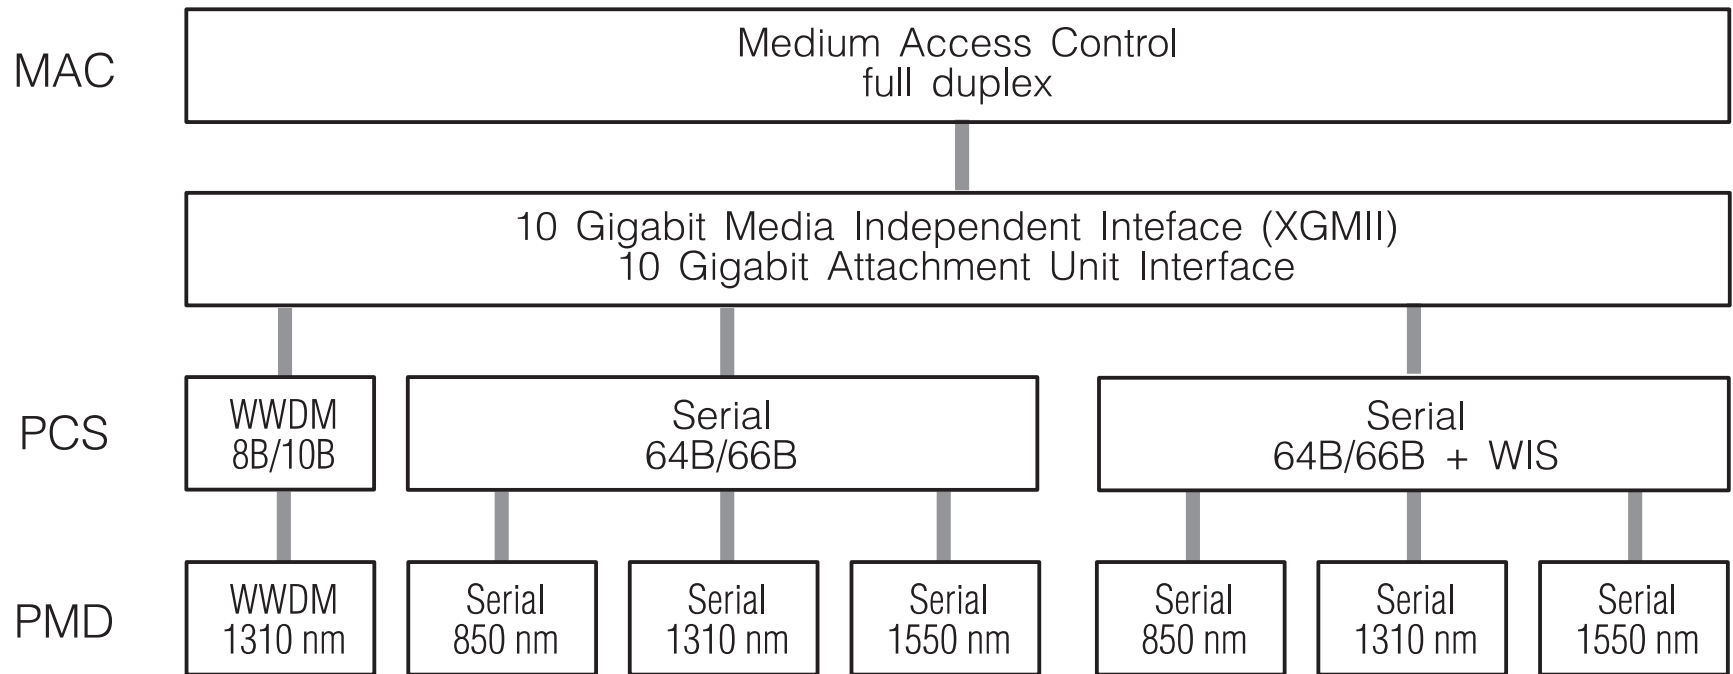 MAC
Medium Access Control
full duplex
10 Gigabit Media Independent Inteface (XGMII)
10 Gigabit Attachment Unit Interface
PCS
WWDM
8B/10B
Serial
64B/66B
Serial
64B/66B + WIS
PMD
WWDM
1310 nm
Serial
850 nm
Serial
1310 nm
Serial
1550 nm
Serial
850 nm
Serial
1310 nm
Serial
1550 nm